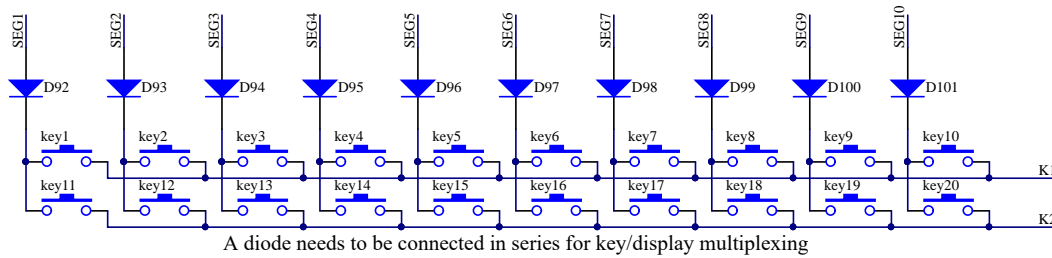 SEG1 SEG2 SEG3 SEG4 SEG5 SEG6 SEG7 SEG8 SEG9 SEG10
D92 D93 D94 D95 D96 D97 D98 D99 D100 D101
key1 key2 key3 key4 key5 key6 key7 key8 key9 key10
K1
key11 key12 key13 key14 key15 key16 key17 key18 key19 key20
K2
A diode needs to be connected in series for key/display multiplexing